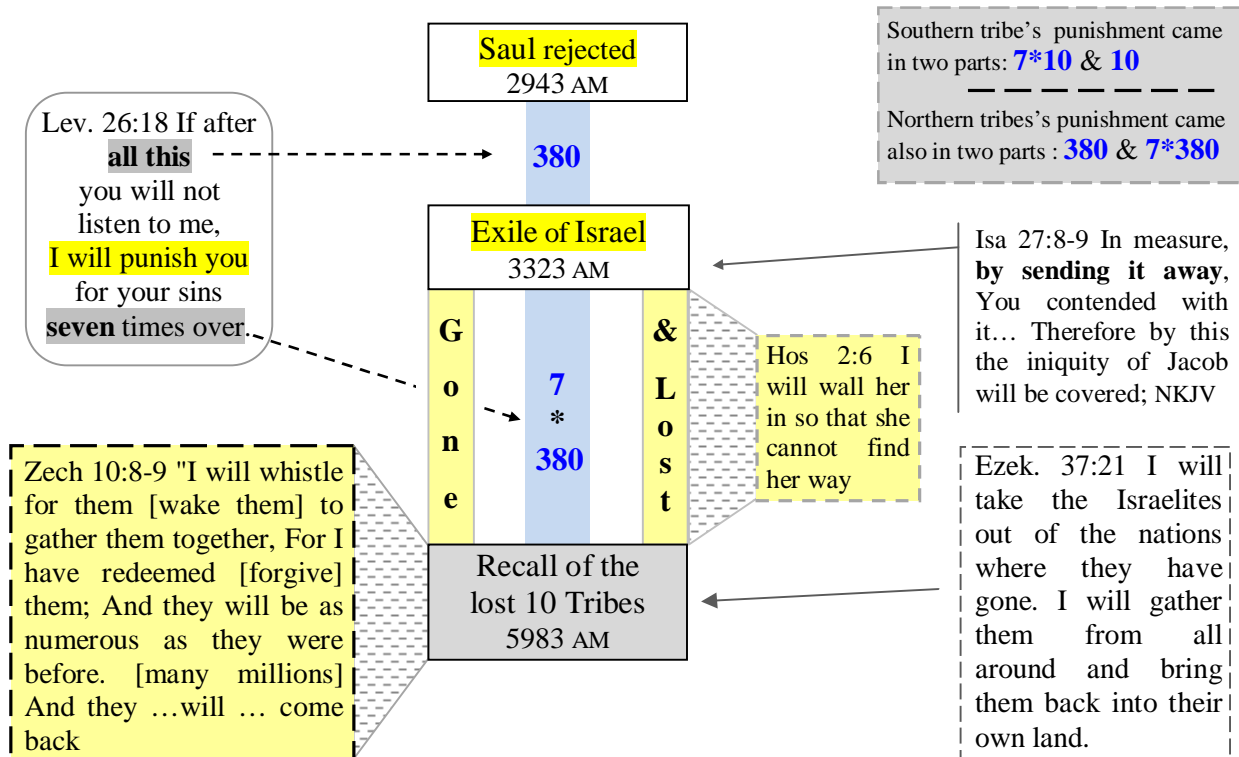 Saul rejected
2943 AM
Southern tribe’s punishment came
in two parts: 7*10 & 10
Northern tribes’s punishment came
also in two parts : 380 & 7*380
Lev. 26:18 If after
all this
you will not
listen to me,
I will punish you
for your sins
seven times over.
380
Exile of Israel
3323 AM
Isa 27:8-9 In measure,
by sending it away,
You contended with
it… Therefore by this
the iniquity of Jacob
will be covered; NKJV
G
o
n
e
7
*
380
&
L
o
s
t
Hos 2:6 I
will wall her
in so that she
cannot find
her way
Zech 10:8-9 "I will whistle
for them [wake them] to
gather them together, For I
have redeemed [forgive]
them; And they will be as
numerous as they were
before. [many millions]
And they …will … come
back
Recall of the
lost 10 Tribes
5983 AM
Ezek. 37:21 I will
take the Israelites
out of the nations
where they have
gone. I will gather
them from all
around and bring
them back into their
own land.